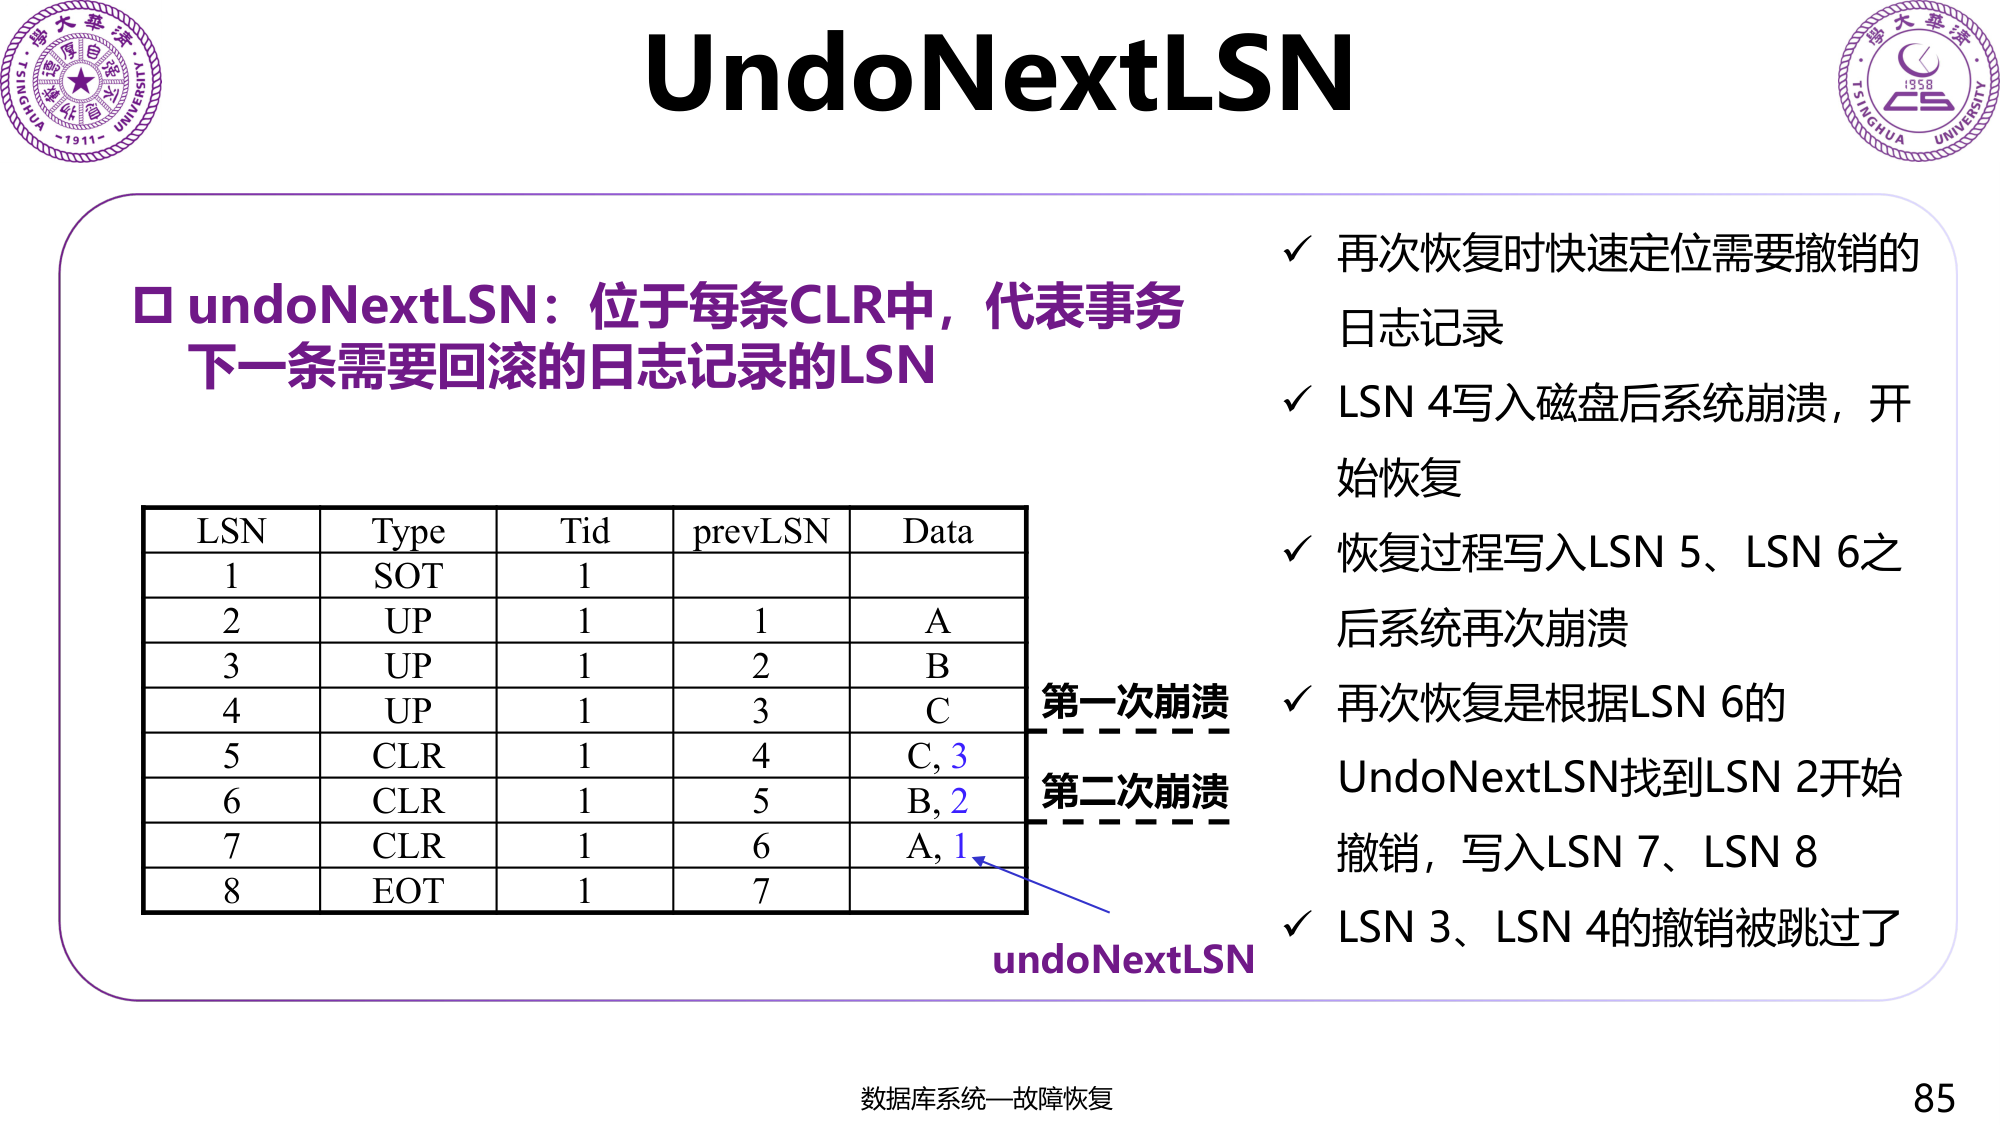 UndoNextLSN
undoNextLSN：位于每条CLR中，代表事务
下一条需要回滚的日志记录的LSN
LSN Type Tid prevLSN Data
1 SOT 1
2 UP 1 1 A
3 UP 1 2 B
4 UP 1 3 C
5 CLR 1 4 C, 3
6 CLR 1 5 B, 2
7 CLR 1 6 A, 1
8 EOT 1 7
第一次崩溃
第二次崩溃
undoNextLSN
✓ 再次恢复时快速定位需要撤销的
日志记录
✓ LSN 4写入磁盘后系统崩溃，开
始恢复
✓ 恢复过程写入LSN 5、LSN 6之
后系统再次崩溃
✓ 再次恢复是根据LSN 6的
UndoNextLSN找到LSN 2开始
撤销，写入LSN 7、LSN 8
✓ LSN 3、LSN 4的撤销被跳过了
数据库系统—故障恢复
85
TSINGHUA UNIVERSITY
-1911-
1958
CS
TSINGHUA UNIVERSITY